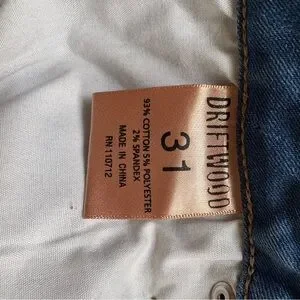 DRIFTWOOD
31
93% COTTON 5% POLYESTER
2% SPANDEX
MADE IN CHINA
RN 110712